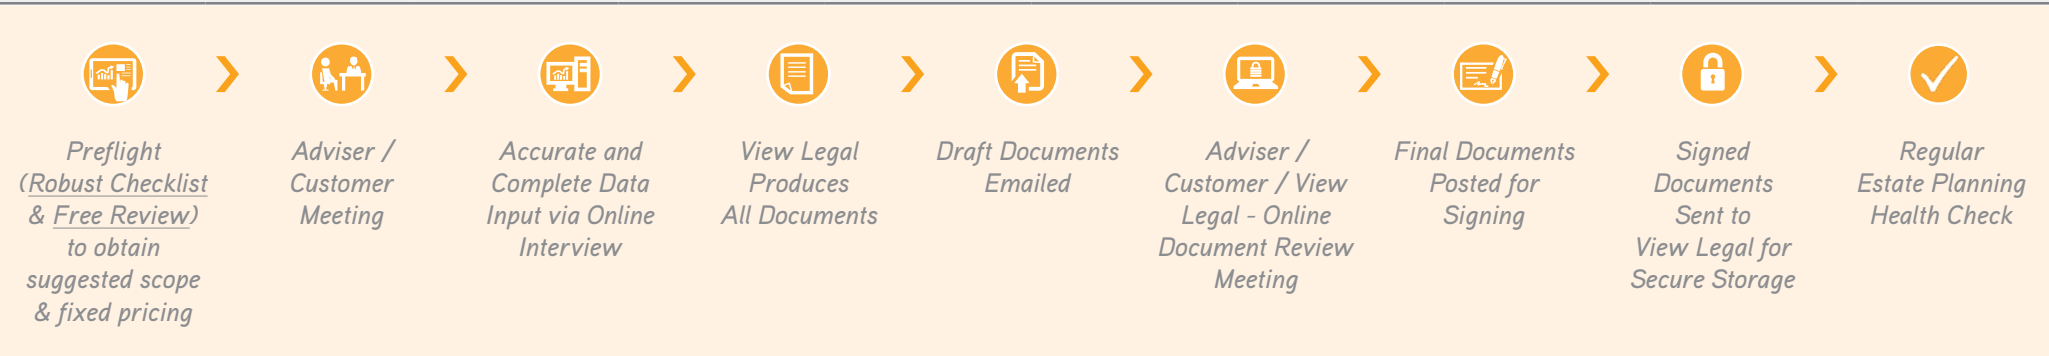 Preflight
(Robust Checklist
& Free Review)
to obtain
suggested scope
& fixed pricing
Adviser /
Customer
Meeting
Accurate and
Complete Data
Input via Online
Interview
View Legal
Produces
All Documents
Draft Documents
Emailed
Adviser /
Customer / View
Legal - Online
Document Review
Meeting
Final Documents
Posted for
Signing
Signed
Documents
Sent to
View Legal for
Secure Storage
Regular
Estate Planning
Health Check